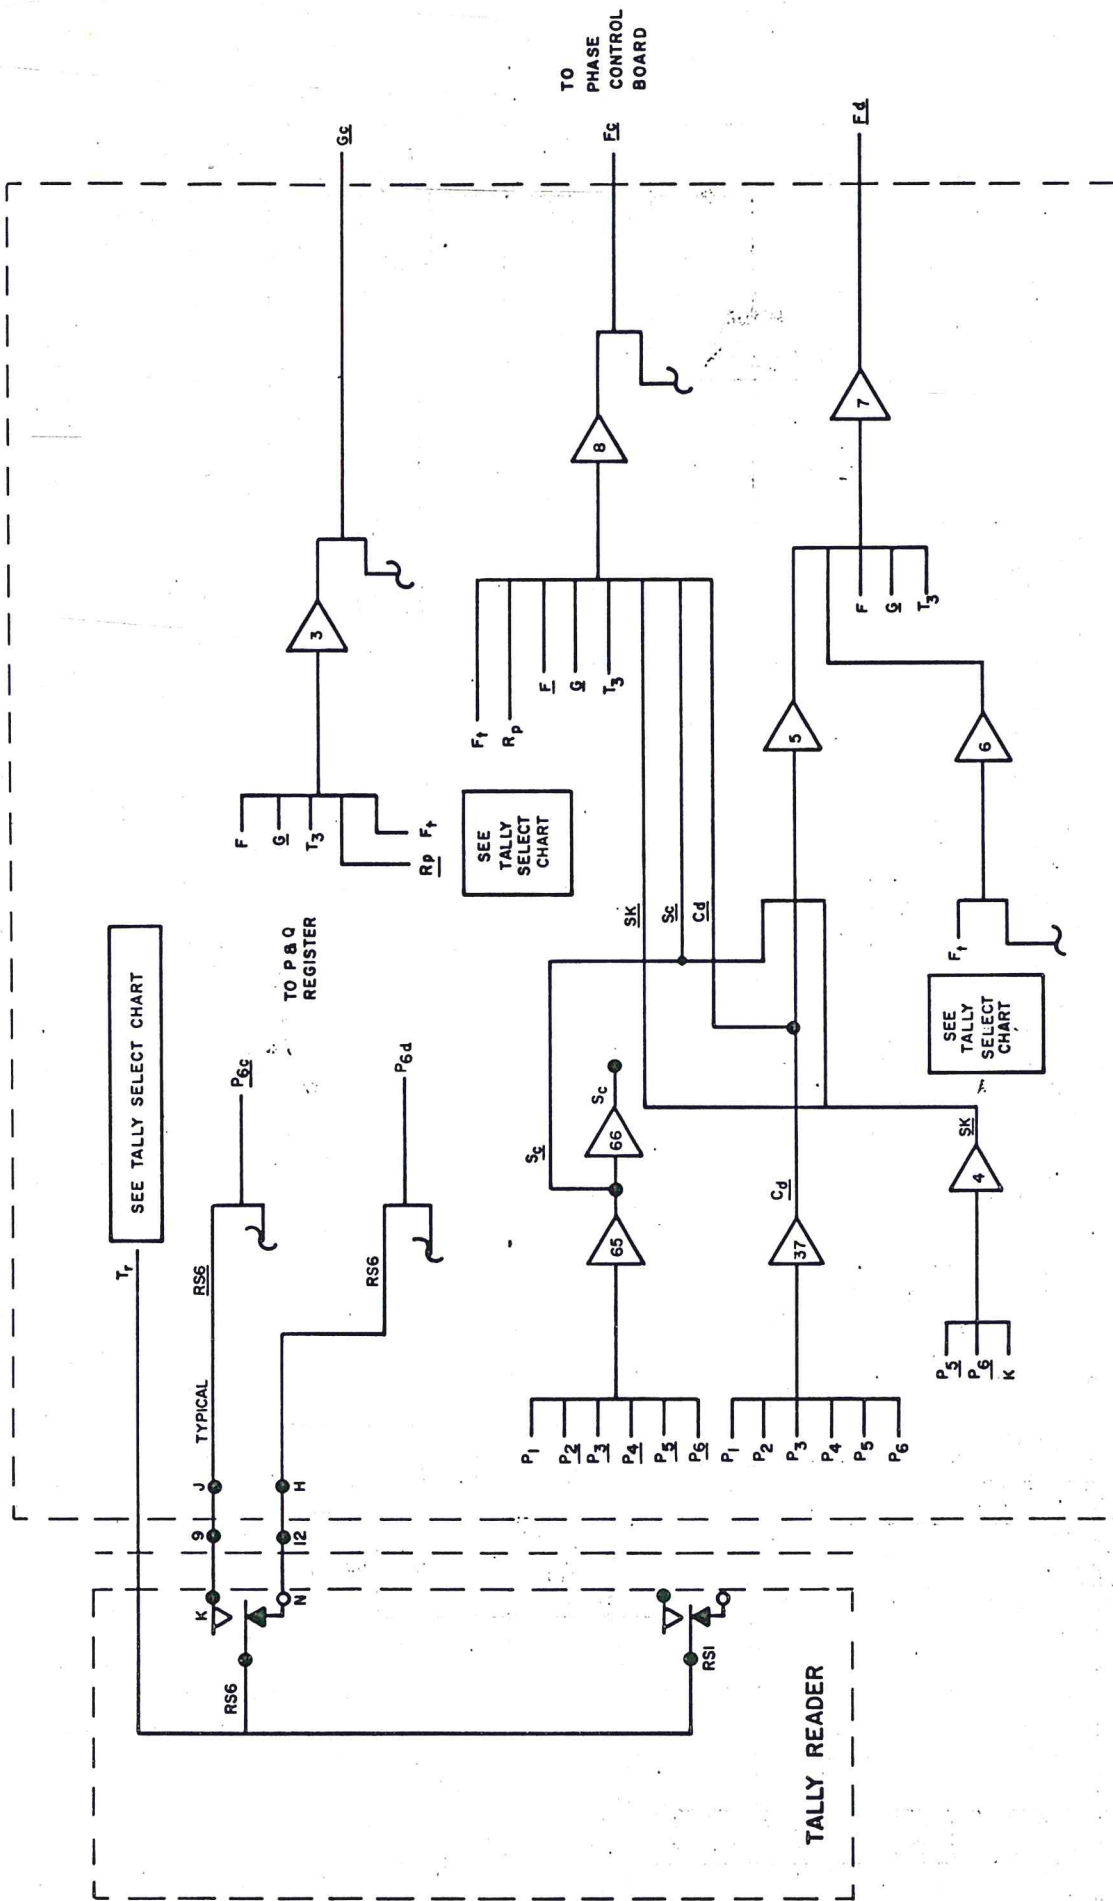 SEE TALLY SELECT CHART
Tr
K
9
J
TYPICAL
RS6
P6c
RS6
N
12
H
RS6
P6d
TO P & Q
REGISTER
F
G
T3
Rp
Ft
3
Gc
SEE
TALLY
SELECT
CHART
Ft
Rp
F
G
T3
SK
Sc
Cd
8
Fc
TO
PHASE
CONTROL
BOARD
P1
P2
P3
P4
P5
P6
65
Sc
66
Sc
RS1
P1
P2
P3
P4
P5
P6
37
Cd
5
F
G
T3
7
Fd
P5
P6
K
4
SK
SEE
TALLY
SELECT
CHART
Ft
6
TALLY READER